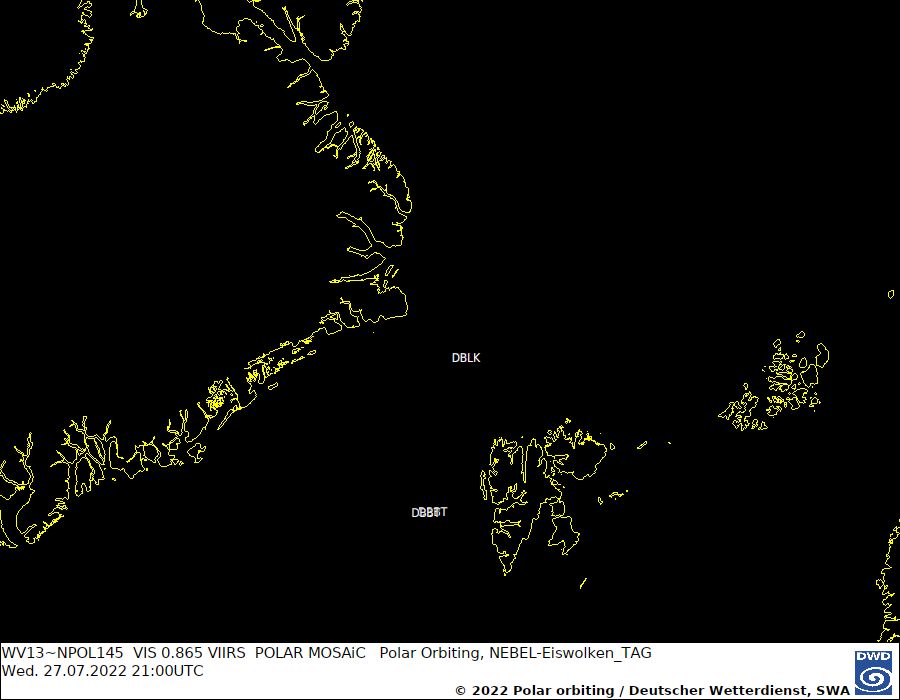 DBLK
DBBT
WV13~NPOL145 VIS 0.865 VIIRS POLAR MOSAiC Polar Orbiting, NEBEL-Eiswolken_TAG
Wed. 27.07.2022 21:00UTC
© 2022 Polar orbiting / Deutscher Wetterdienst, SWA
DWD